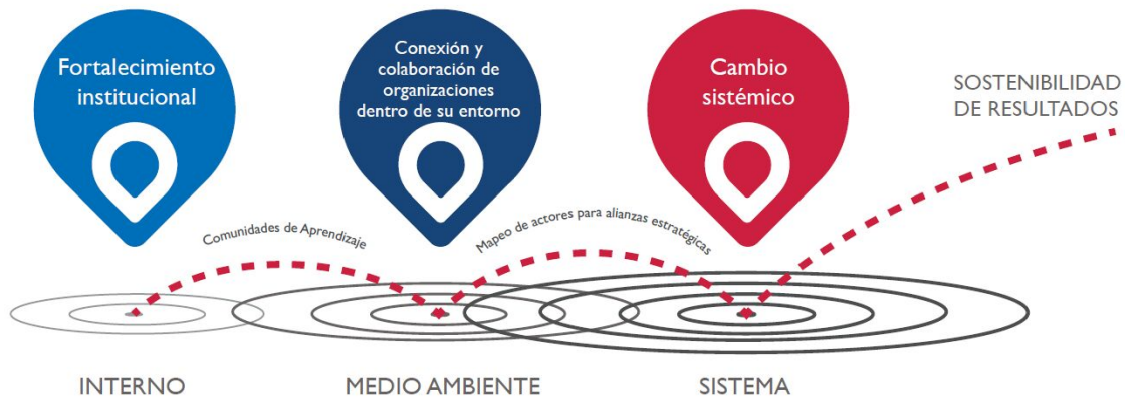 Fortalecimiento
institucional
Conexión y
colaboración de
organizaciones
dentro de su entorno
Cambio
sistémico
SOSTENIBILIDAD
DE RESULTADOS
Comunidades de Aprendizaje
Mapeo de actores para alianzas estratégicas
INTERNO
MEDIO AMBIENTE
SISTEMA